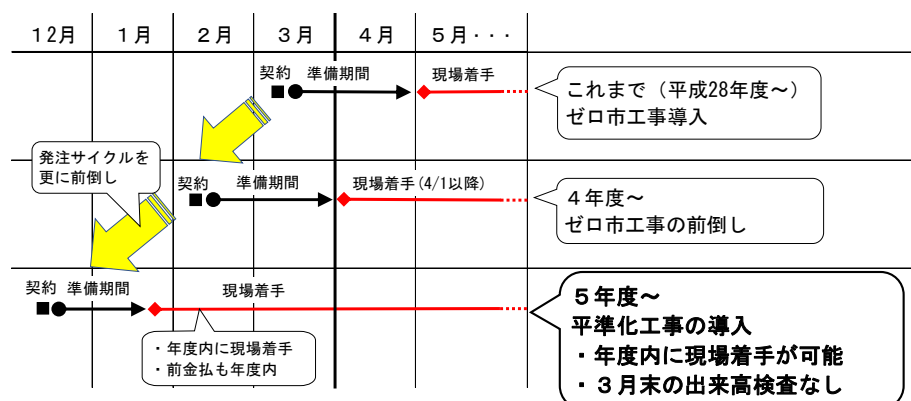 12月 1月 2月 3月 4月 5月・・・
契約 準備期間 現場着手
これまで（平成28年度～）
ゼロ市工事導入
発注サイクルを
更に前倒し
契約 準備期間 現場着手(4/1以降)
４年度～
ゼロ市工事の前倒し
契約 準備期間 現場着手
・年度内に現場着手
・前金払も年度内
５年度～
平準化工事の導入
・年度内に現場着手が可能
・３月末の出来高検査なし